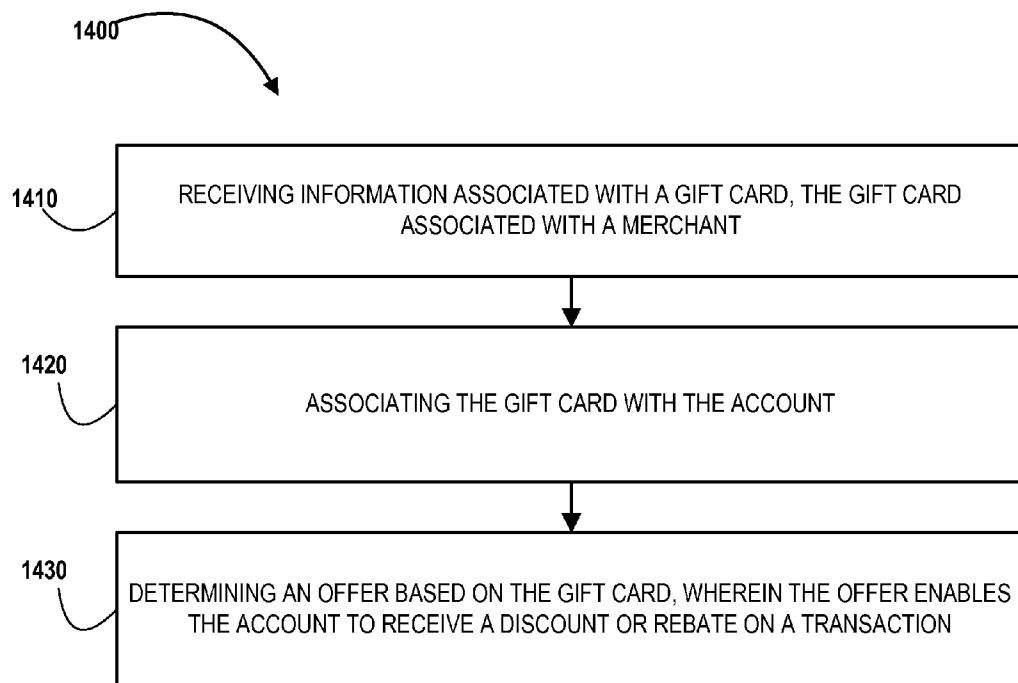 1400
1410
RECEIVING INFORMATION ASSOCIATED WITH A GIFT CARD, THE GIFT CARD
ASSOCIATED WITH A MERCHANT
1420
ASSOCIATING THE GIFT CARD WITH THE ACCOUNT
1430
DETERMINING AN OFFER BASED ON THE GIFT CARD, WHEREIN THE OFFER ENABLES
THE ACCOUNT TO RECEIVE A DISCOUNT OR REBATE ON A TRANSACTION